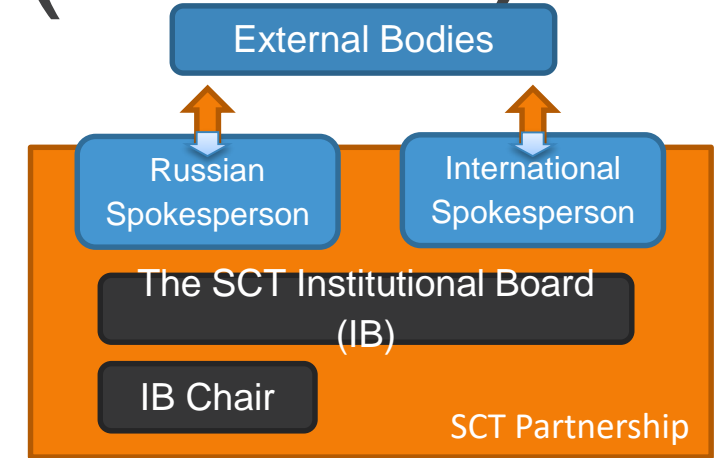 External Bodies
Russian
Spokesperson
International
Spokesperson
The SCT Institutional Board
(IB)
IB Chair
SCT Partnership